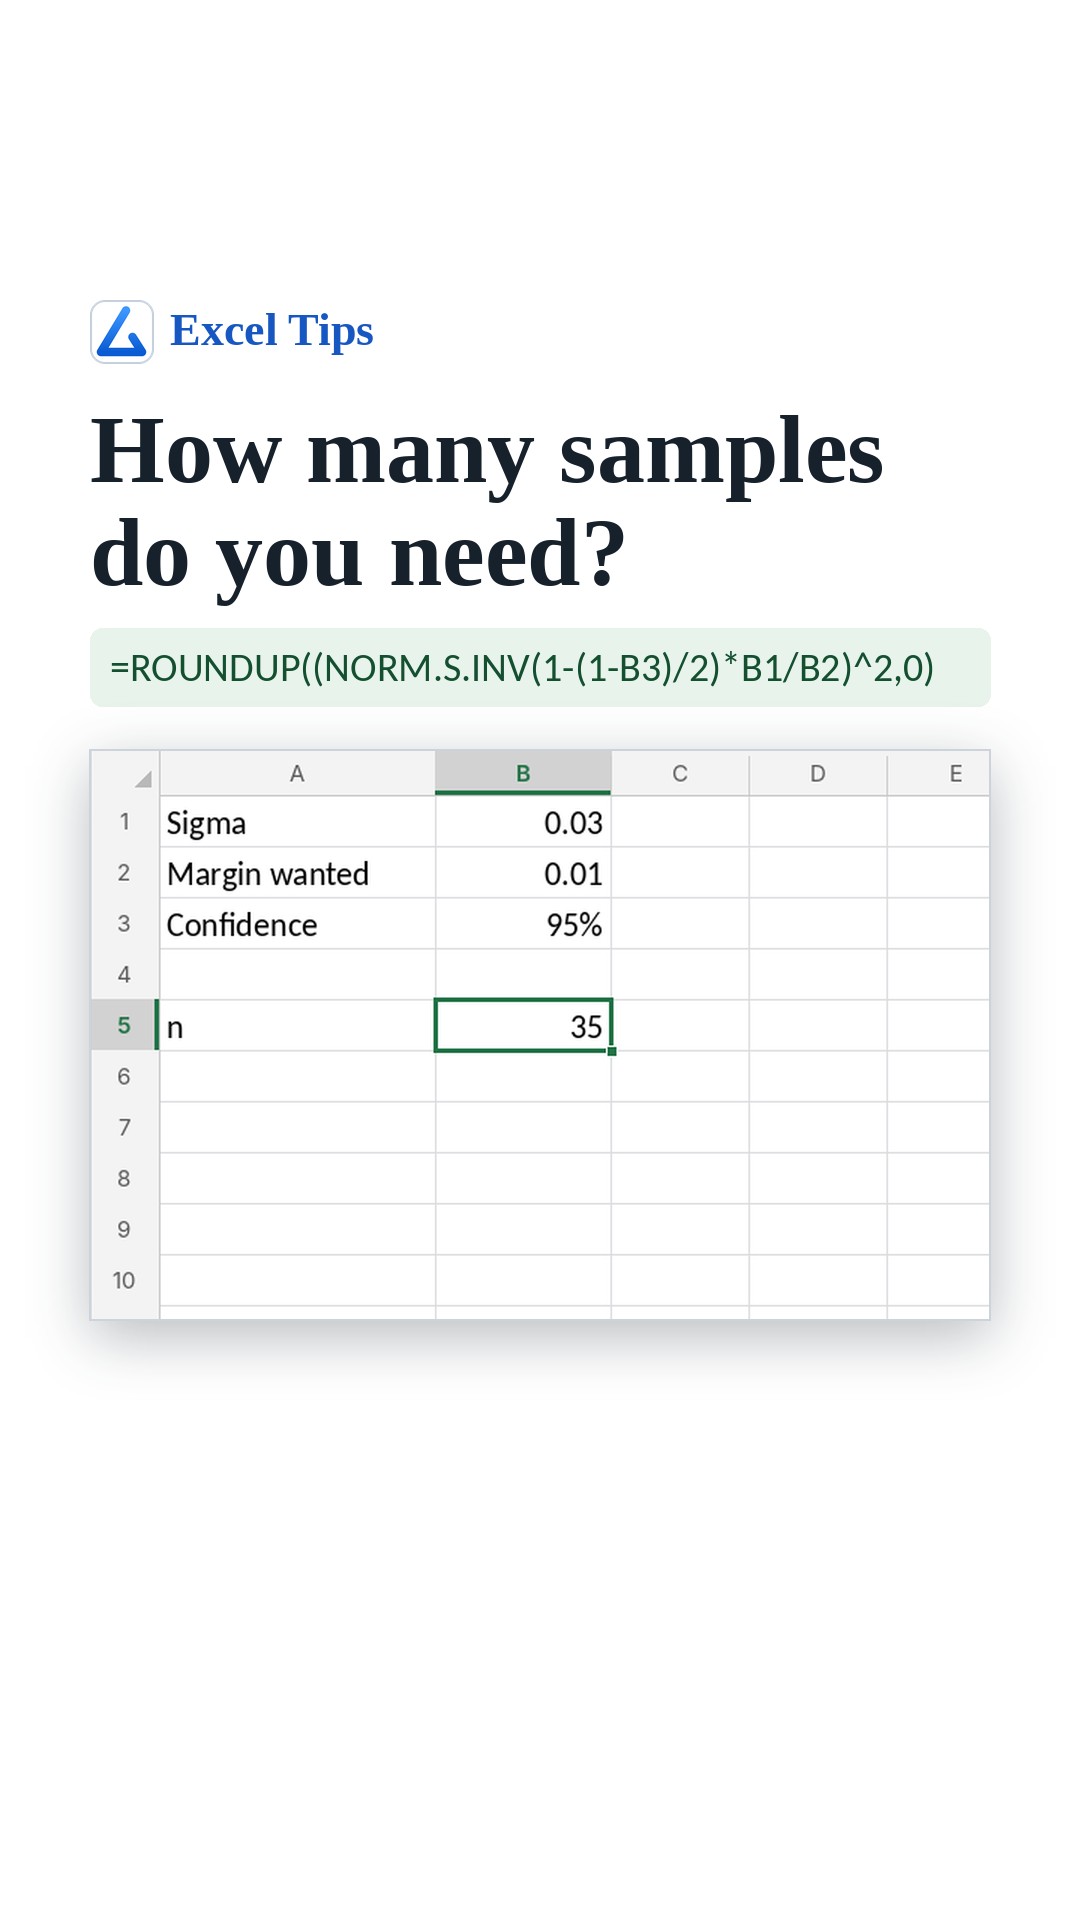 Excel Tips
How many samples
do you need?
=ROUNDUP((NORM.S.INV(1-(1-B3)/2)*B1/B2)^2,0)
A B C D E
1 Sigma 0.03
2 Margin wanted 0.01
3 Confidence 95%
4
5 n 35
6
7
8
9
10